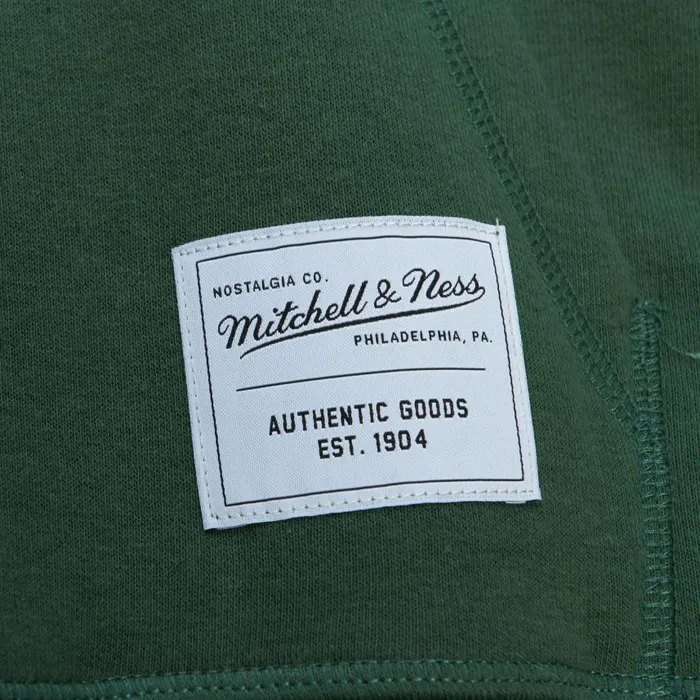 NOSTALGIA CO.
Mitchell & Ness
PHILADELPHIA, PA.
AUTHENTIC GOODS
EST. 1904